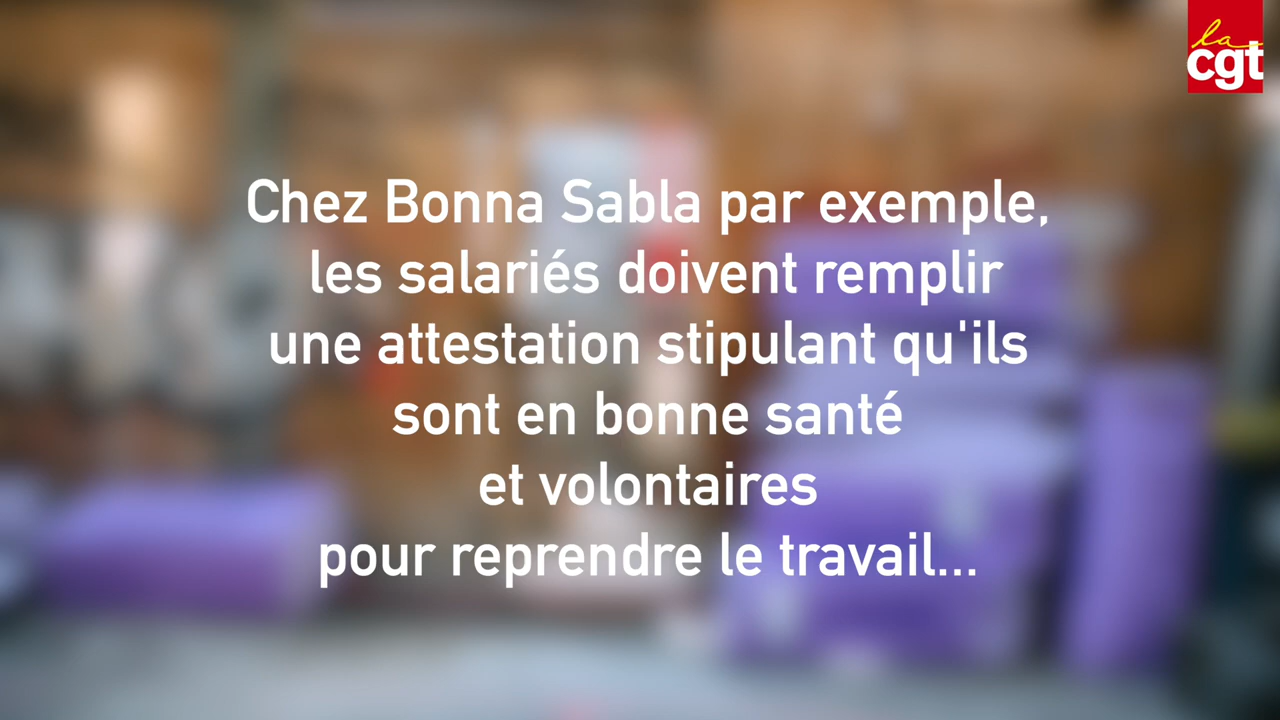 la
cgt
Chez Bonna Sabla par exemple,
les salariés doivent remplir
une attestation stipulant qu'ils
sont en bonne santé
et volontaires
pour reprendre le travail...